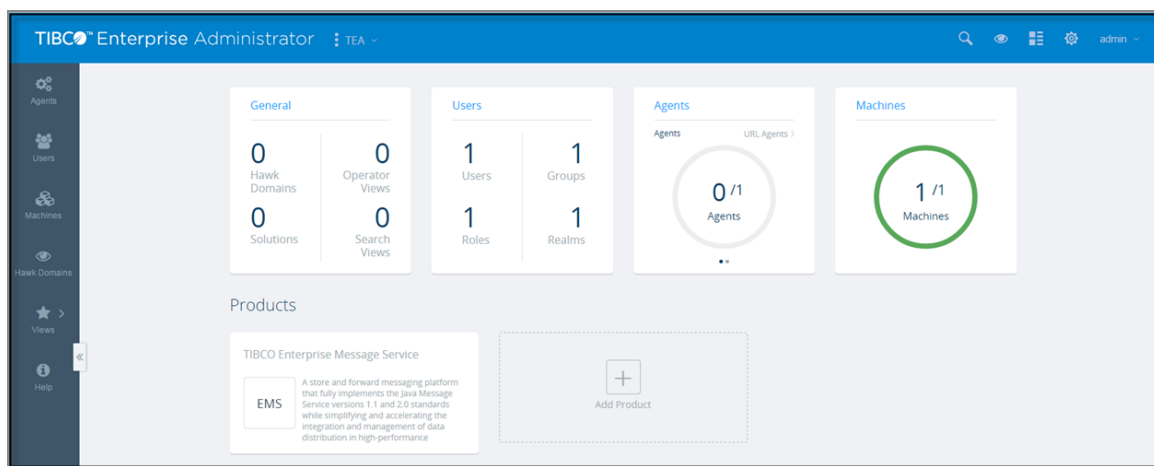 TIBCO™ Enterprise Administrator
TEA
admin
Agents
Users
Machines
Hawk Domains
Views
Help
General
0
Hawk
Domains
0
Operator
Views
0
Solutions
0
Search
Views
Users
1
Users
1
Groups
1
Roles
1
Realms
Agents
Agents
URL Agents
0 /1
Agents
Machines
1 /1
Machines
Products
TIBCO Enterprise Message Service
EMS
A store and forward messaging platform
that fully implements the Java Message
Service versions 1.1 and 2.0 standards
while simplifying and accelerating the
integration and management of data
distribution in high-performance
Add Product